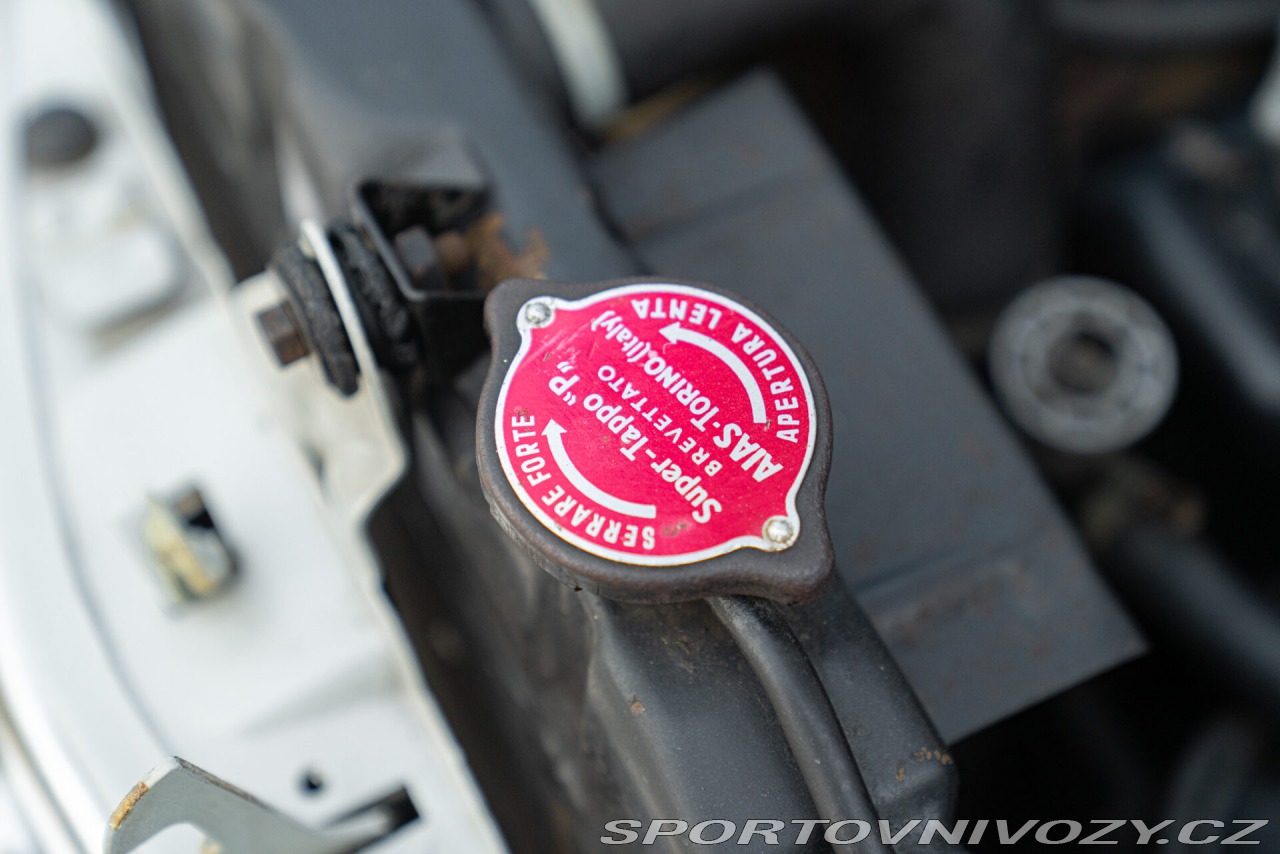 APERTURA LENTA
Super-Tappo "P"
BREVETTATO
AIAS-TORINO.(Italy)
SERRARE FORTE
SPORTOVNIVOZY.CZ